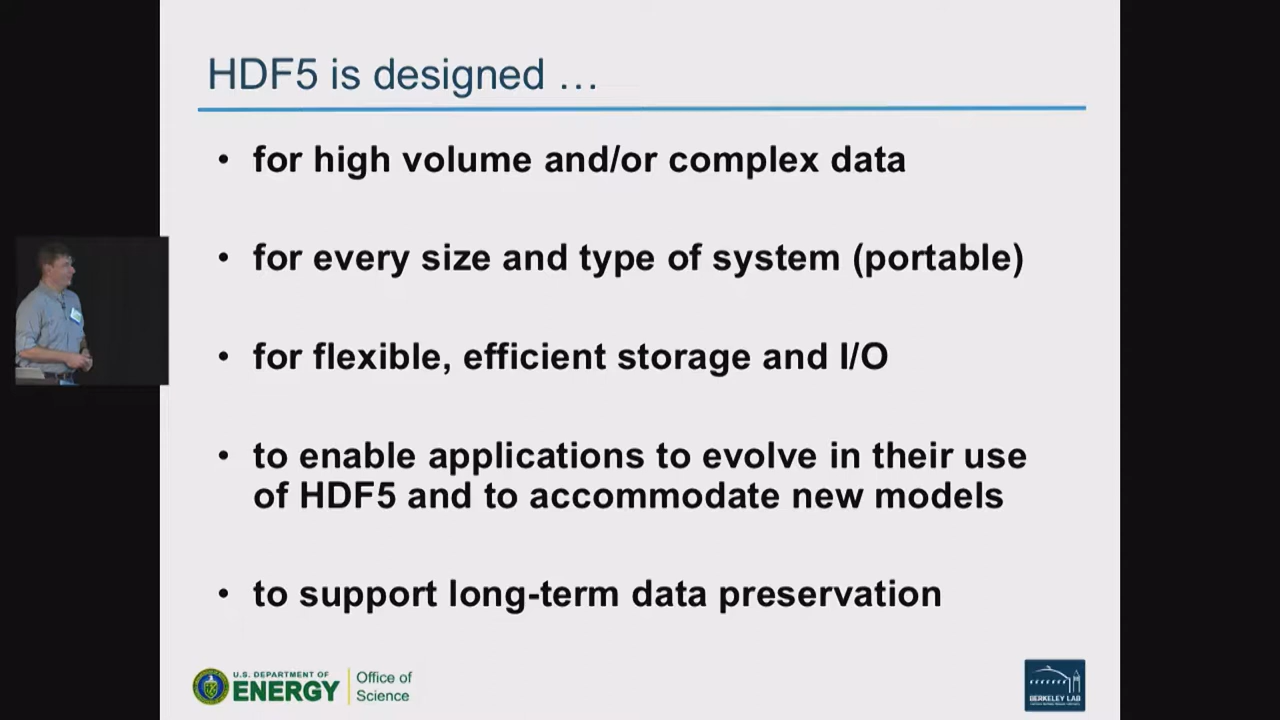 HDF5 is designed …
• for high volume and/or complex data
• for every size and type of system (portable)
• for flexible, efficient storage and I/O
• to enable applications to evolve in their use
of HDF5 and to accommodate new models
• to support long-term data preservation
U.S. DEPARTMENT OF
ENERGY
Office of
Science
BERKELEY LAB